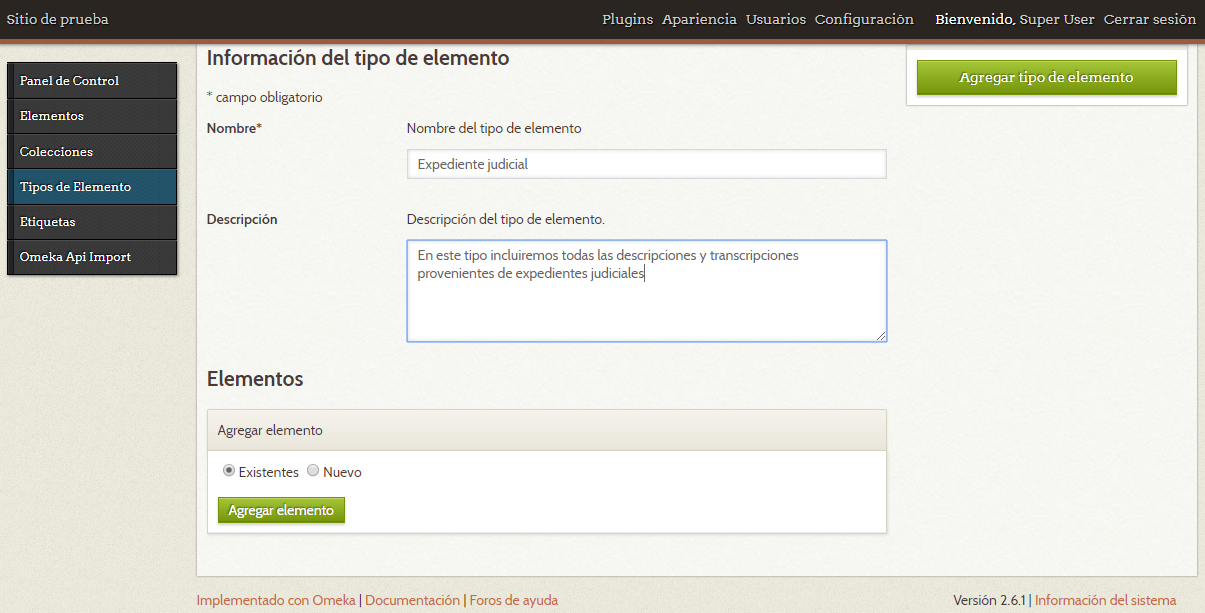 Sitio de prueba
Plugins Apariencia Usuarios Configuración Bienvenido, Super User Cerrar sesión
Panel de Control
Elementos
Colecciones
Tipos de Elemento
Etiquetas
Omeka Api Import
Información del tipo de elemento
* campo obligatorio
Nombre*
Nombre del tipo de elemento
Expediente judicial
Descripción
Descripción del tipo de elemento.
En este tipo incluiremos todas las descripciones y transcripciones
provenientes de expedientes judiciales
Elementos
Agregar elemento
Existentes Nuevo
Agregar elemento
Agregar tipo de elemento
Implementado con Omeka | Documentación | Foros de ayuda
Versión 2.6.1 | Información del sistema